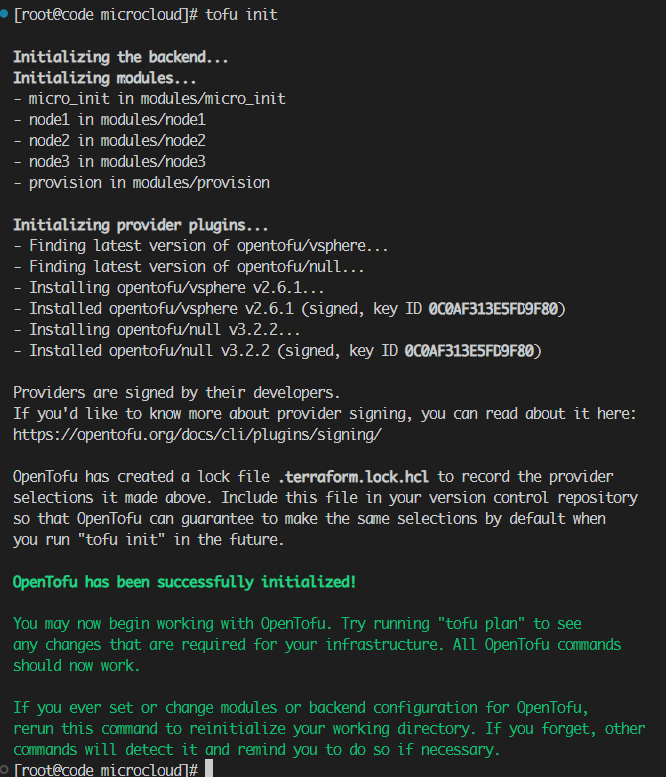 [root@code microcloud]# tofu init
Initializing the backend...
Initializing modules...
- micro_init in modules/micro_init
- node1 in modules/node1
- node2 in modules/node2
- node3 in modules/node3
- provision in modules/provision
Initializing provider plugins...
- Finding latest version of opentofu/vsphere...
- Finding latest version of opentofu/null...
- Installing opentofu/vsphere v2.6.1...
- Installed opentofu/vsphere v2.6.1 (signed, key ID 0C0AF313E5FD9F80)
- Installing opentofu/null v3.2.2...
- Installed opentofu/null v3.2.2 (signed, key ID 0C0AF313E5FD9F80)
Providers are signed by their developers.
If you'd like to know more about provider signing, you can read about it here:
https://opentofu.org/docs/cli/plugins/signing/
OpenTofu has created a lock file .terraform.lock.hcl to record the provider
selections it made above. Include this file in your version control repository
so that OpenTofu can guarantee to make the same selections by default when
you run "tofu init" in the future.
OpenTofu has been successfully initialized!
You may now begin working with OpenTofu. Try running "tofu plan" to see
any changes that are required for your infrastructure. All OpenTofu commands
should now work.
If you ever set or change modules or backend configuration for OpenTofu,
rerun this command to reinitialize your working directory. If you forget, other
commands will detect it and remind you to do so if necessary.
[root@code microcloud]#